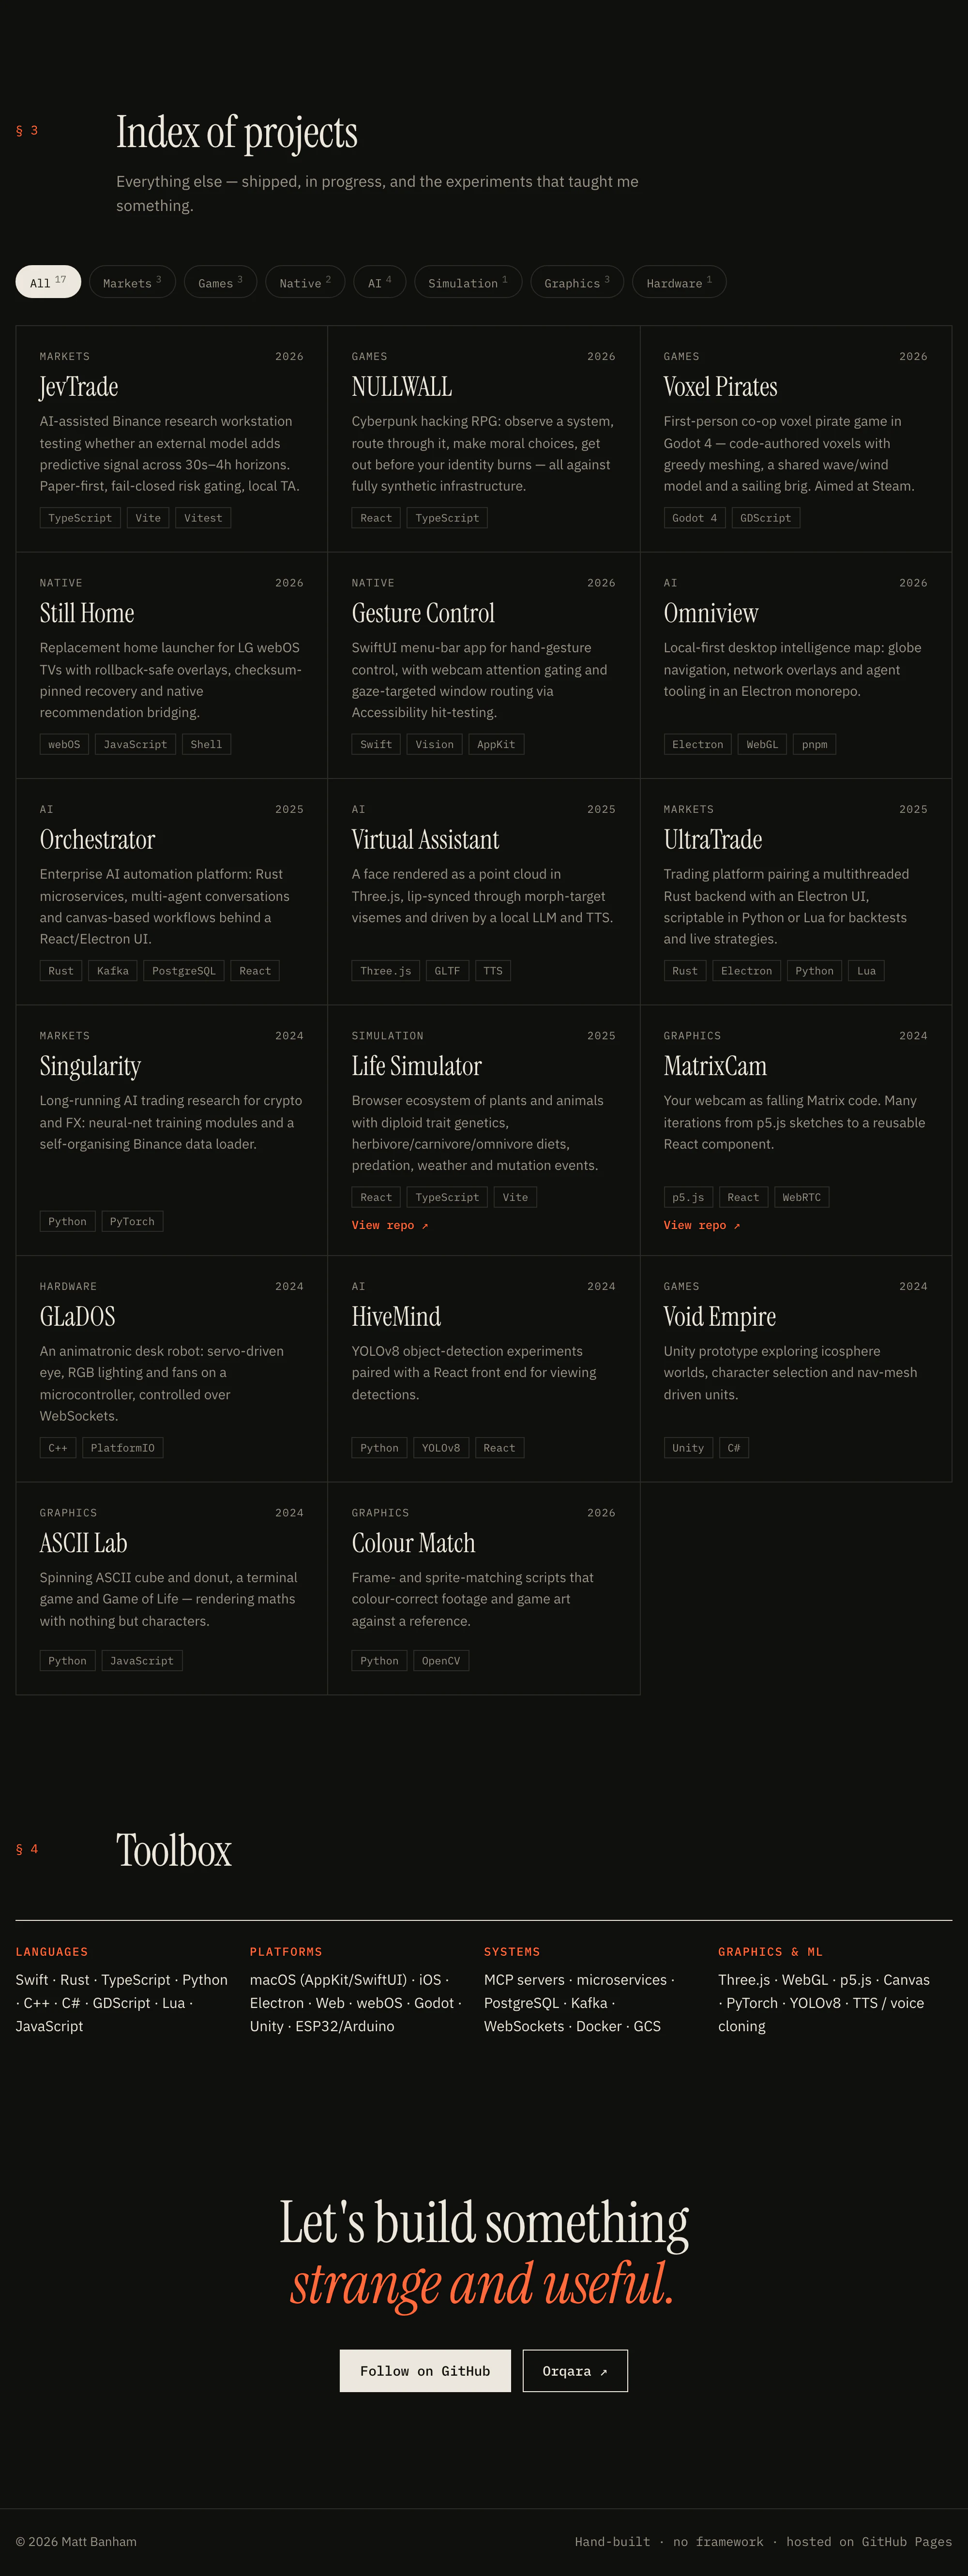 § 3
Index of projects
Everything else — shipped, in progress, and the experiments that taught me
something.
All 17
Markets 3
Games 3
Native 2
AI 4
Simulation 1
Graphics 3
Hardware 1
MARKETS 2026
JevTrade
AI-assisted Binance research workstation
testing whether an external model adds
predictive signal across 30s–4h horizons.
Paper-first, fail-closed risk gating, local TA.
TypeScript Vite Vitest
GAMES 2026
NULLWALL
Cyberpunk hacking RPG: observe a system,
route through it, make moral choices, get
out before your identity burns — all against
fully synthetic infrastructure.
React TypeScript
GAMES 2026
Voxel Pirates
First-person co-op voxel pirate game in
Godot 4 — code-authored voxels with
greedy meshing, a shared wave/wind
model and a sailing brig. Aimed at Steam.
Godot 4 GDScript
NATIVE 2026
Still Home
Replacement home launcher for LG webOS
TVs with rollback-safe overlays, checksum-
pinned recovery and native
recommendation bridging.
webOS JavaScript Shell
NATIVE 2026
Gesture Control
SwiftUI menu-bar app for hand-gesture
control, with webcam attention gating and
gaze-targeted window routing via
Accessibility hit-testing.
Swift Vision AppKit
AI 2026
Omniview
Local-first desktop intelligence map: globe
navigation, network overlays and agent
tooling in an Electron monorepo.
Electron WebGL pnpm
AI 2025
Orchestrator
Enterprise AI automation platform: Rust
microservices, multi-agent conversations
and canvas-based workflows behind a
React/Electron UI.
Rust Kafka PostgreSQL React
AI 2025
Virtual Assistant
A face rendered as a point cloud in
Three.js, lip-synced through morph-target
visemes and driven by a local LLM and TTS.
Three.js GLTF TTS
MARKETS 2025
UltraTrade
Trading platform pairing a multithreaded
Rust backend with an Electron UI,
scriptable in Python or Lua for backtests
and live strategies.
Rust Electron Python Lua
MARKETS 2024
Singularity
Long-running AI trading research for crypto
and FX: neural-net training modules and a
self-organising Binance data loader.
Python PyTorch
SIMULATION 2025
Life Simulator
Browser ecosystem of plants and animals
with diploid trait genetics,
herbivore/carnivore/omnivore diets,
predation, weather and mutation events.
React TypeScript Vite
View repo ↗
GRAPHICS 2024
MatrixCam
Your webcam as falling Matrix code. Many
iterations from p5.js sketches to a reusable
React component.
p5.js React WebRTC
View repo ↗
HARDWARE 2024
GLaDOS
An animatronic desk robot: servo-driven
eye, RGB lighting and fans on a
microcontroller, controlled over
WebSockets.
C++ PlatformIO
AI 2024
HiveMind
YOLOv8 object-detection experiments
paired with a React front end for viewing
detections.
Python YOLOv8 React
GAMES 2024
Void Empire
Unity prototype exploring icosphere
worlds, character selection and nav-mesh
driven units.
Unity C#
GRAPHICS 2024
ASCII Lab
Spinning ASCII cube and donut, a terminal
game and Game of Life — rendering maths
with nothing but characters.
Python JavaScript
GRAPHICS 2026
Colour Match
Frame- and sprite-matching scripts that
colour-correct footage and game art
against a reference.
Python OpenCV
§ 4
Toolbox
LANGUAGES
Swift · Rust · TypeScript · Python
· C++ · C# · GDScript · Lua ·
JavaScript
PLATFORMS
macOS (AppKit/SwiftUI) · iOS ·
Electron · Web · webOS · Godot ·
Unity · ESP32/Arduino
SYSTEMS
MCP servers · microservices ·
PostgreSQL · Kafka ·
WebSockets · Docker · GCS
GRAPHICS & ML
Three.js · WebGL · p5.js · Canvas
· PyTorch · YOLOv8 · TTS / voice
cloning
Let's build something
strange and useful.
Follow on GitHub
Orqara ↗
© 2026 Matt Banham
Hand-built · no framework · hosted on GitHub Pages